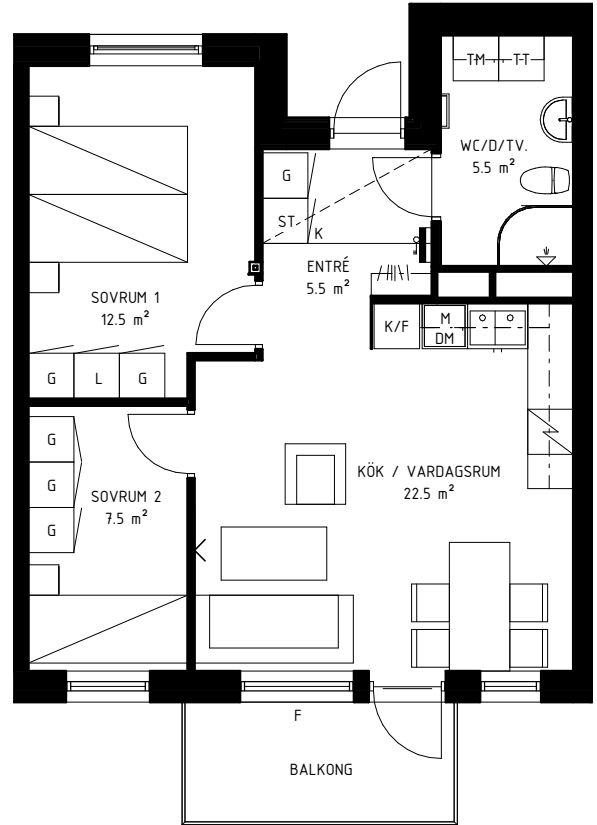 TM
TT
WC/D/TV.
5.5 m²
G
ST
K
ENTRÉ
5.5 m²
SOVRUM 1
12.5 m²
K/F
M
DM
G
L
G
G
G
G
SOVRUM 2
7.5 m²
KÖK / VARDAGSRUM
22.5 m²
F
BALKONG